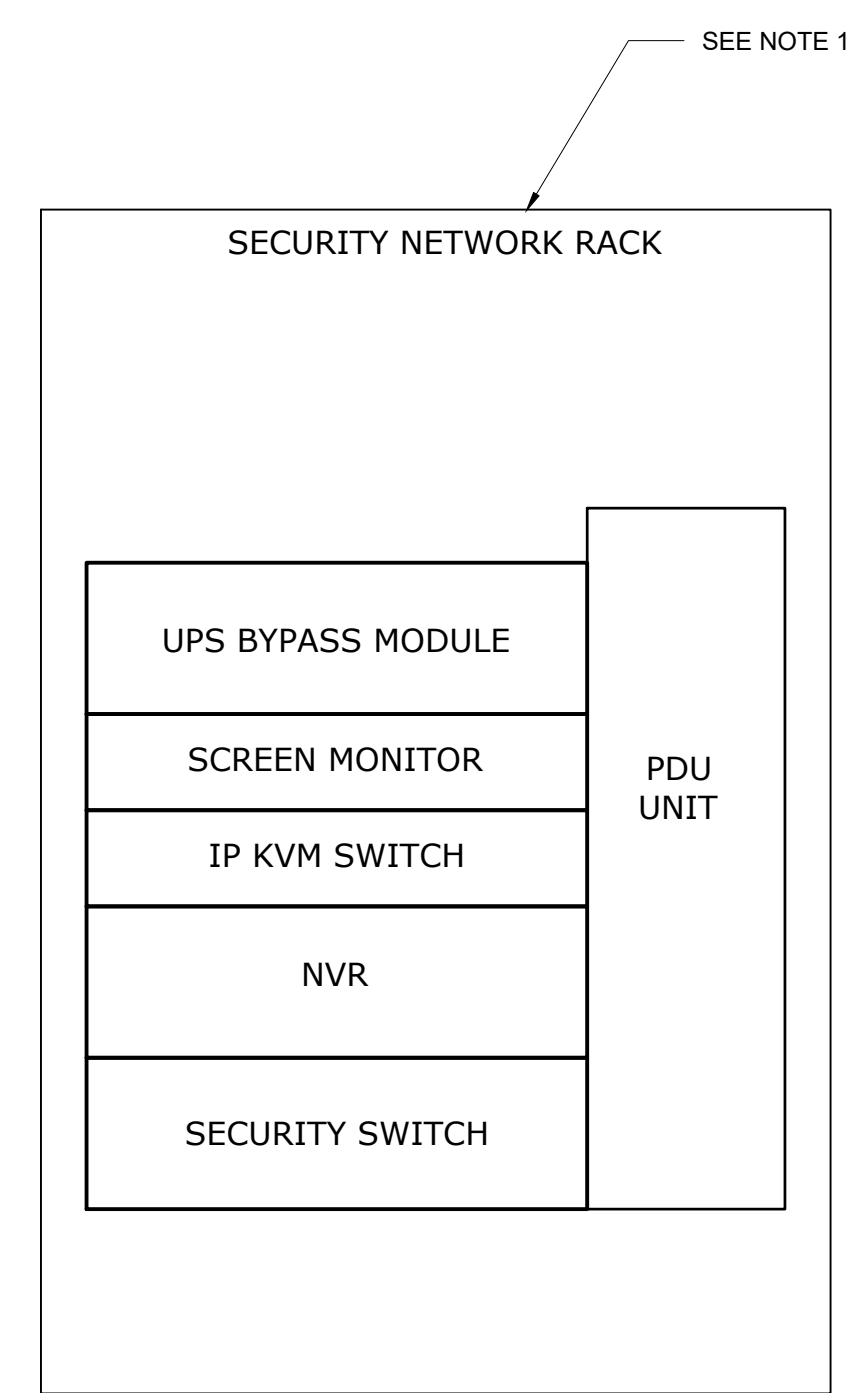 SEE NOTE 1
SECURITY NETWORK RACK
UPS BYPASS MODULE
SCREEN MONITOR
IP KVM SWITCH
NVR
SECURITY SWITCH
PDU
UNIT